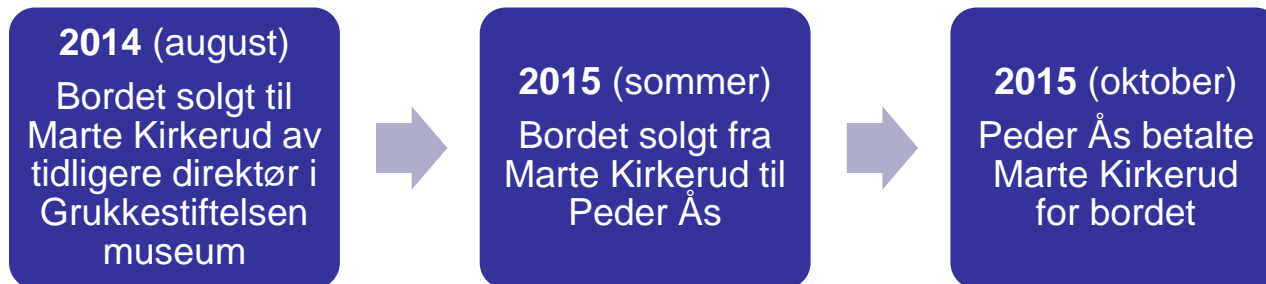 2014 (august)
Bordet solgt til
Marte Kirkerud av
tidligere direktør i
Grukkestiftelsen
museum
2015 (sommer)
Bordet solgt fra
Marte Kirkerud til
Peder Ås
2015 (oktober)
Peder Ås betalte
Marte Kirkerud
for bordet